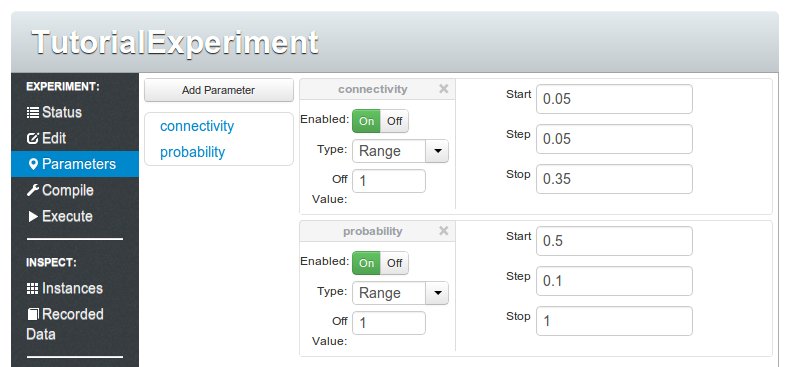 TutorialExperiment
EXPERIMENT:
Status
Edit
Parameters
Compile
Execute
INSPECT:
Instances
Recorded
Data
Add Parameter
connectivity
probability
connectivity
Enabled: On Off
Type: Range
Off 1
Value:
Start 0.05
Step 0.05
Stop 0.35
probability
Enabled: On Off
Type: Range
Off 1
Value:
Start 0.5
Step 0.1
Stop 1